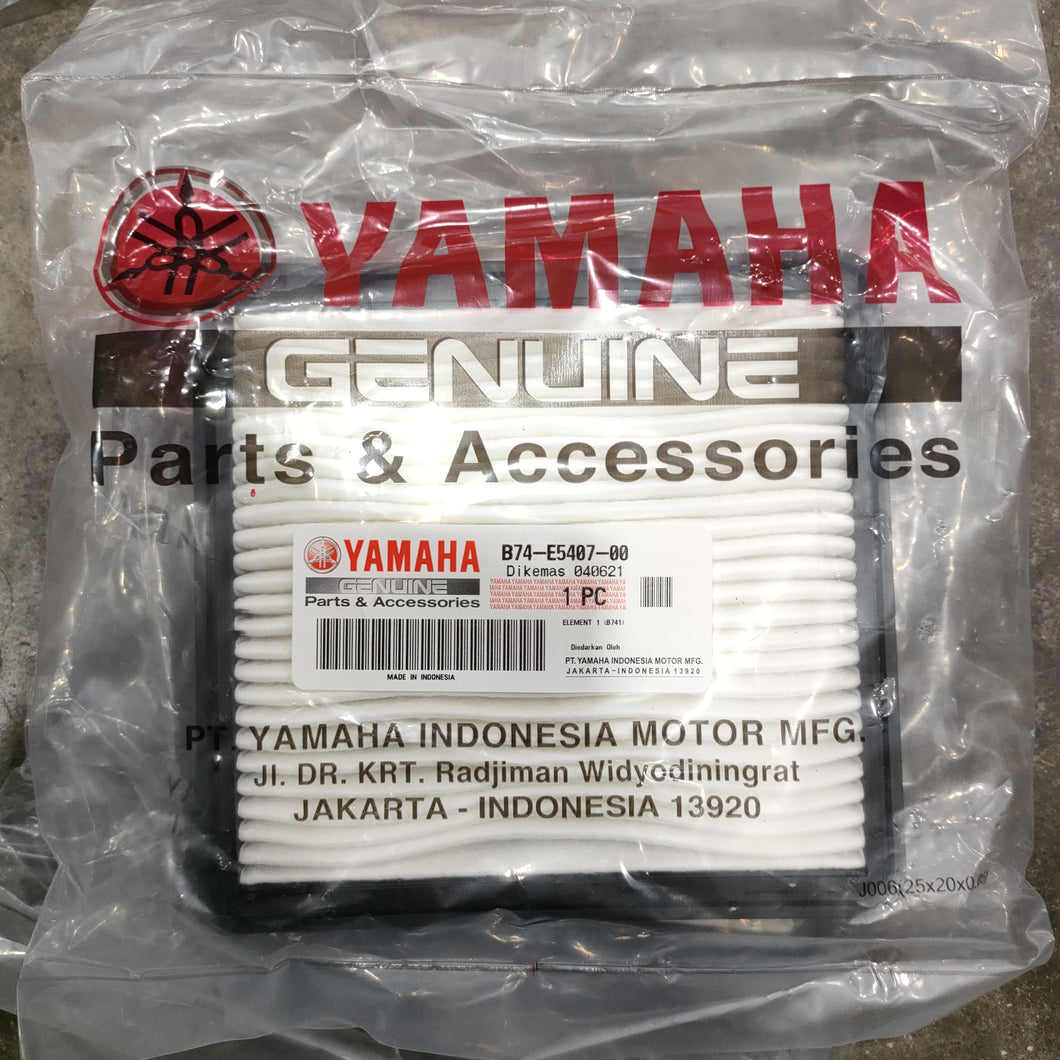 YAMAHA
GENUINE
Parts & Accessories
YAMAHA
GENUINE
Parts & Accessories
B74-E5407-00
Dikemas 040621
1 PC
ELEMENT 1 (B741)
Diedarkan Oleh
PT. YAMAHA INDONESIA MOTOR MFG.
JAKARTA-INDONESIA 13920
MADE IN INDONESIA
PT. YAMAHA INDONESIA MOTOR MFG.
Jl. DR. KRT. Radjiman Widyodiningrat
JAKARTA - INDONESIA 13920